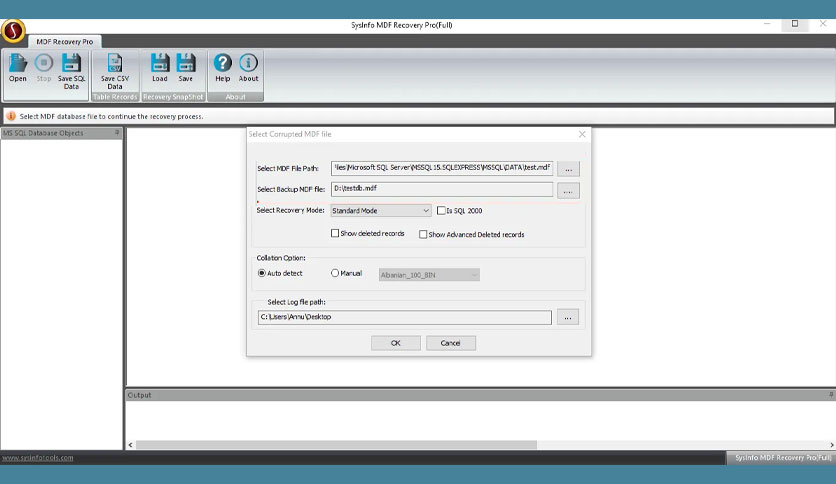 SysInfo MDF Recovery Pro(Full)
MDF Recovery Pro
Open
Stop
Save SQL Data
Save CSV Data
Load
Save
Help
About
Table Records
Recovery SnapShot
About
Select MDF database file to continue the recovery process.
MS SQL Database Objects
Select Corrupted MDF file
Select MDF File Path:
files\Microsoft SQL Server\MSSQL15.SQLEXPRESS\MSSQL\DATA\test.mdf
...
Select Backup MDF file:
D:\testdb.mdf
....
Select Recovery Mode:
Standard Mode
Is SQL 2000
Show deleted records
Show Advanced Deleted records
Collation Option:
Auto detect
Manual
Albanian_100_BIN
Select Log file path:
C:\Users\Annu\Desktop
...
OK
Cancel
Output
www.sysinfotools.com
SysInfo MDF Recovery Pro(Full)